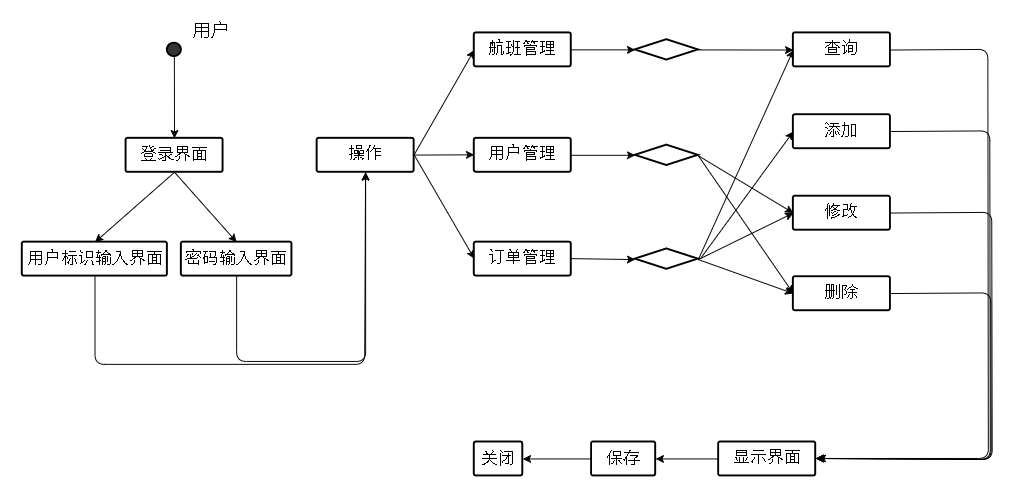 用户
登录界面
用户标识输入界面
密码输入界面
操作
航班管理
用户管理
订单管理
查询
添加
修改
删除
显示界面
保存
关闭